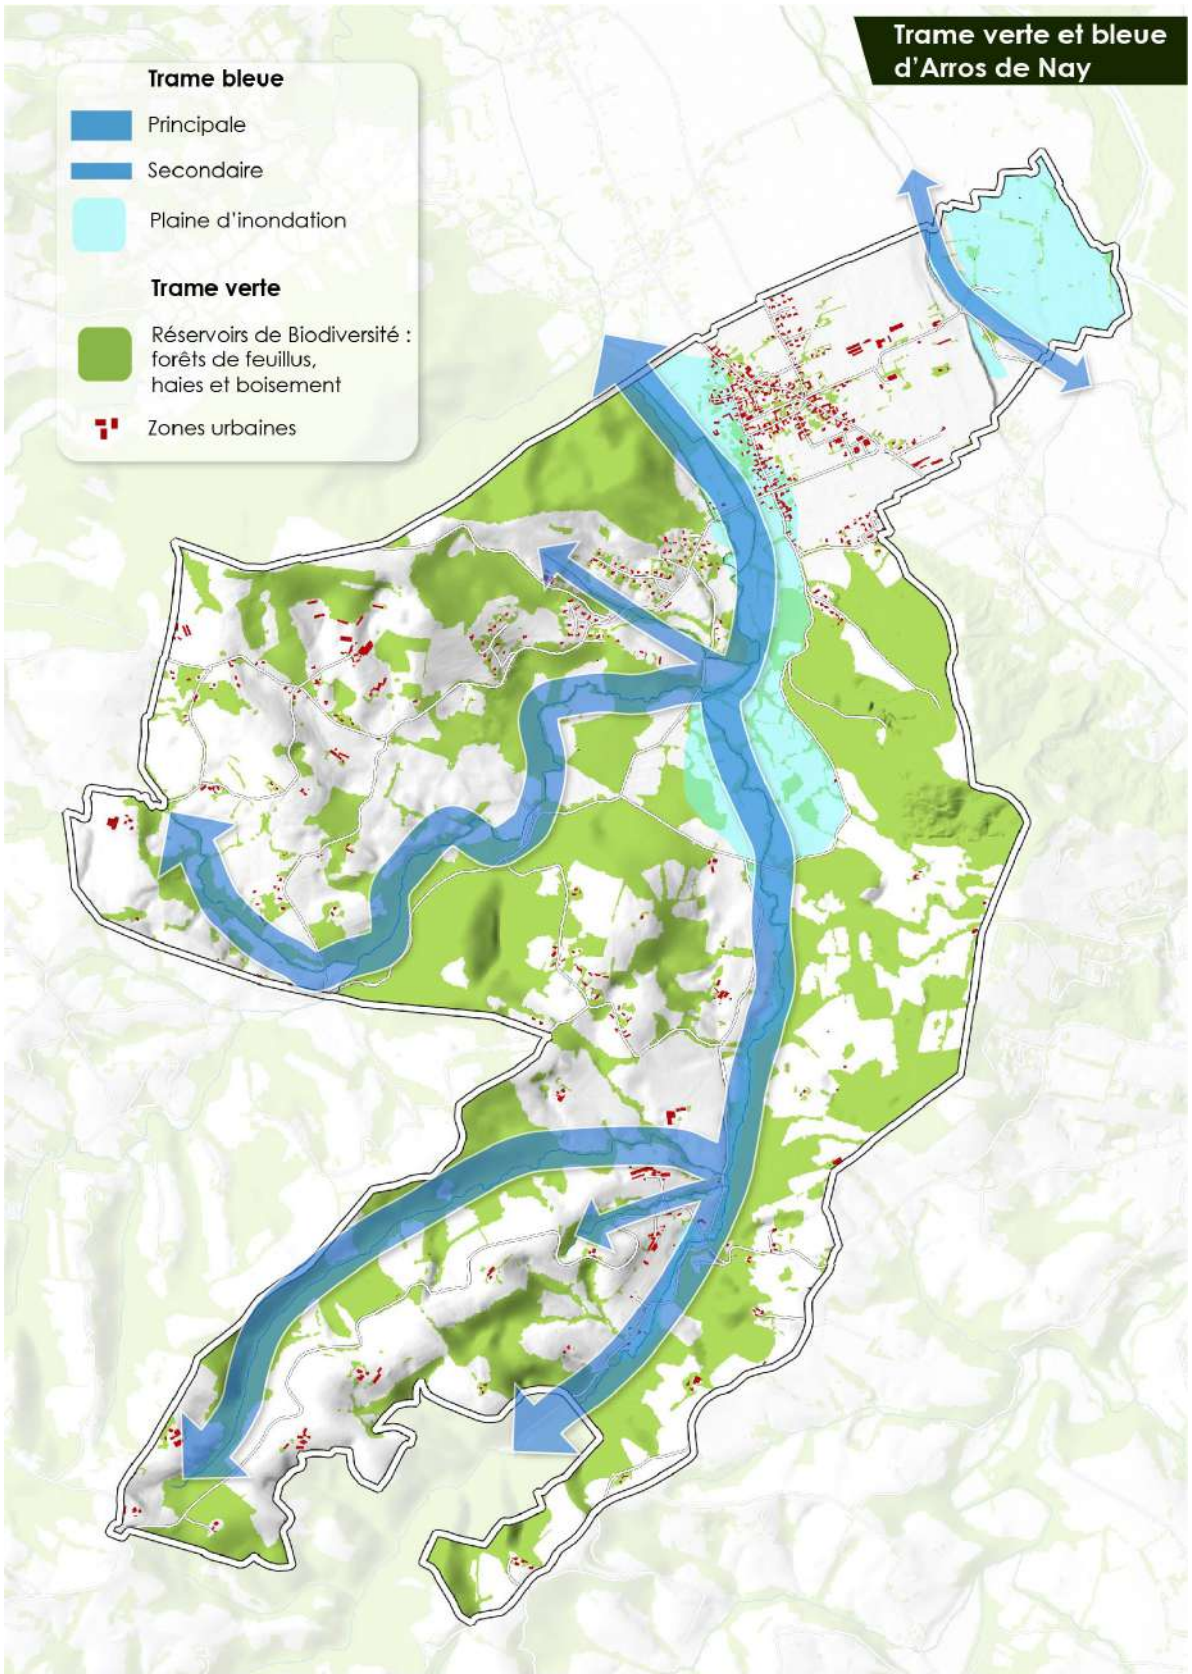 Trame verte et bleue
d'Arros de Nay
Trame bleue
Principale
Secondaire
Plaine d'inondation
Trame verte
Réservoirs de Biodiversité :
forêts de feuillus,
haies et boisement
Zones urbaines